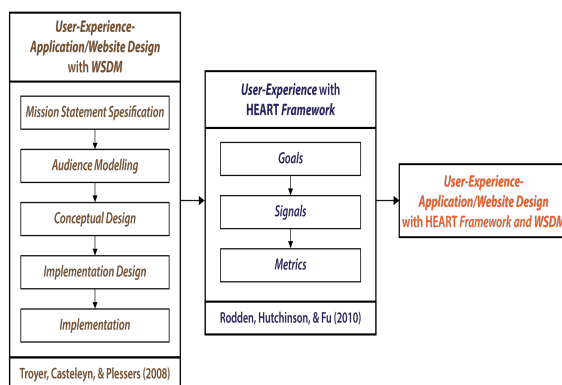 User-Experience-
Application/Website Design
with WSDM
Mission Statement Spesification
Audience Modelling
Conceptual Design
Implementation Design
Implementation
Troyer, Casteleyn, & Plessers (2008)
User-Experience with
HEART Framework
Goals
Signals
Metrics
Rodden, Hutchinson, & Fu (2010)
User-Experience-
Application/Website Design
with HEART Framework and WSDM